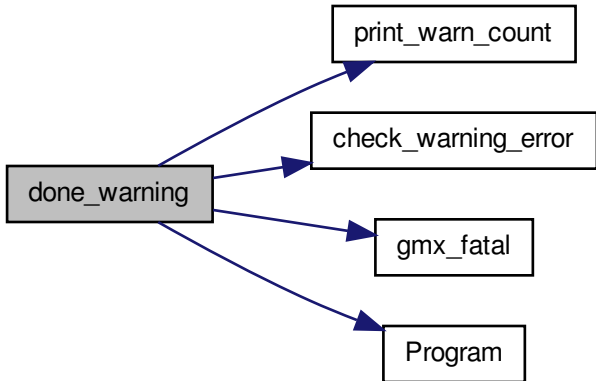 print_warn_count
check_warning_error
done_warning
gmx_fatal
Program